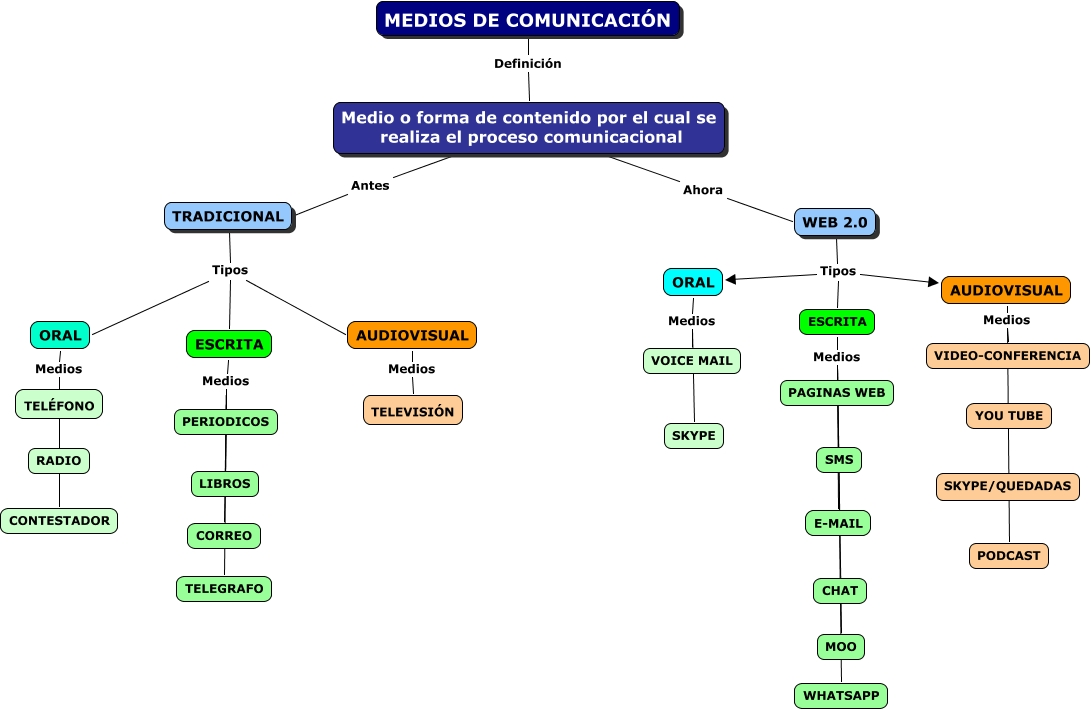 MEDIOS DE COMUNICACIÓN
Definición
Medio o forma de contenido por el cual se
realiza el proceso comunicacional
Antes
Ahora
TRADICIONAL
WEB 2.0
Tipos
ORAL
Medios
TELÉFONO
RADIO
CONTESTADOR
ESCRITA
Medios
PERIODICOS
LIBROS
CORREO
TELEGRAFO
AUDIOVISUAL
Medios
TELEVISIÓN
Tipos
ORAL
Medios
VOICE MAIL
SKYPE
ESCRITA
Medios
PAGINAS WEB
SMS
E-MAIL
CHAT
MOO
WHATSAPP
AUDIOVISUAL
Medios
VIDEO-CONFERENCIA
YOU TUBE
SKYPE/QUEDADAS
PODCAST